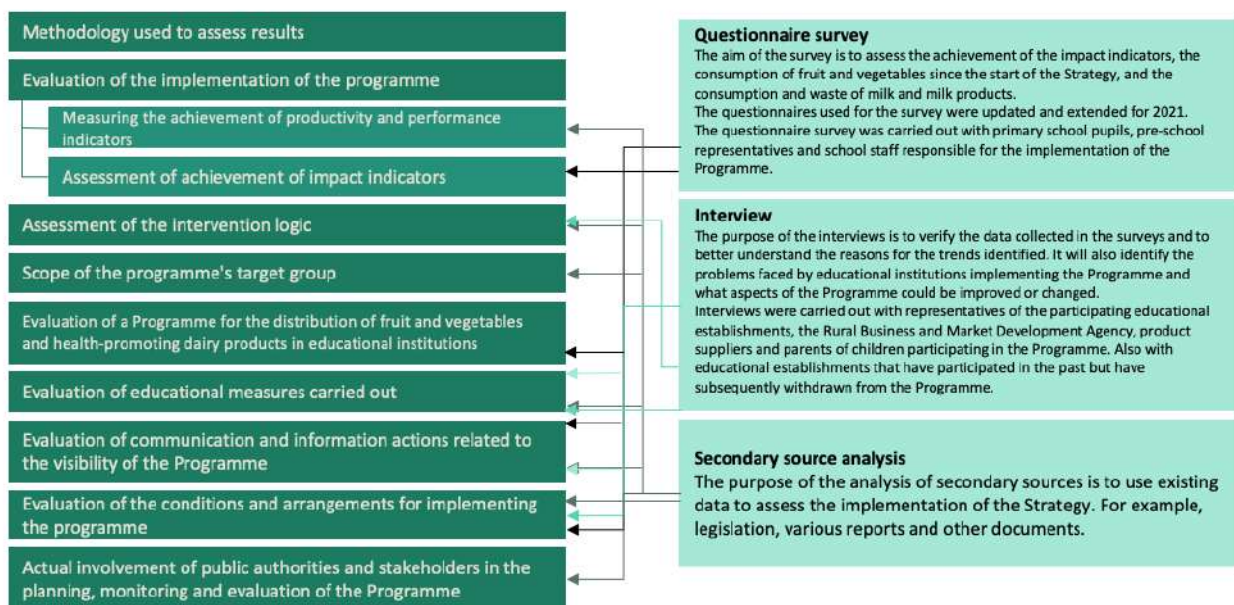 Methodology used to assess results
Evaluation of the implementation of the programme
Measuring the achievement of productivity and performance
indicators
Assessment of achievement of impact indicators
Assessment of the intervention logic
Scope of the programme's target group
Evaluation of a Programme for the distribution of fruit and vegetables
and health-promoting dairy products in educational institutions
Evaluation of educational measures carried out
Evaluation of communication and information actions related to
the visibility of the Programme
Evaluation of the conditions and arrangements for implementing
the programme
Actual involvement of public authorities and stakeholders in the
planning, monitoring and evaluation of the Programme
Questionnaire survey
The aim of the survey is to assess the achievement of the impact indicators, the
consumption of fruit and vegetables since the start of the Strategy, and the
consumption and waste of milk and milk products.
The questionnaires used for the survey were updated and extended for 2021.
The questionnaire survey was carried out with primary school pupils, pre-school
representatives and school staff responsible for the implementation of the
Programme.
Interview
The purpose of the interviews is to verify the data collected in the surveys and to
better understand the reasons for the trends identified. It will also identify the
problems faced by educational institutions implementing the Programme and
what aspects of the Programme could be improved or changed.
Interviews were carried out with representatives of the participating educational
establishments, the Rural Business and Market Development Agency, product
suppliers and parents of children participating in the Programme. Also with
educational establishments that have participated in the past but have
subsequently withdrawn from the Programme.
Secondary source analysis
The purpose of the analysis of secondary sources is to use existing
data to assess the implementation of the Strategy. For example,
legislation, various reports and other documents.